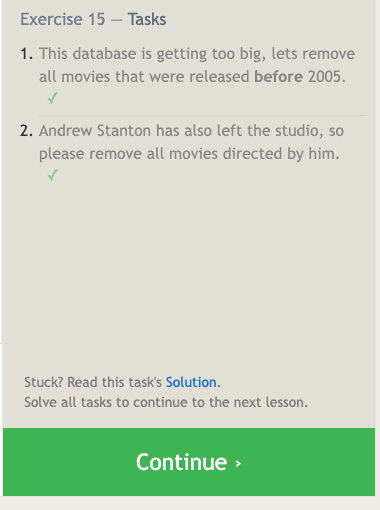 Exercise 15 — Tasks
1. This database is getting too big, lets remove
all movies that were released before 2005.
✓
2. Andrew Stanton has also left the studio, so
please remove all movies directed by him.
✓
Stuck? Read this task's Solution.
Solve all tasks to continue to the next lesson.
Continue ›